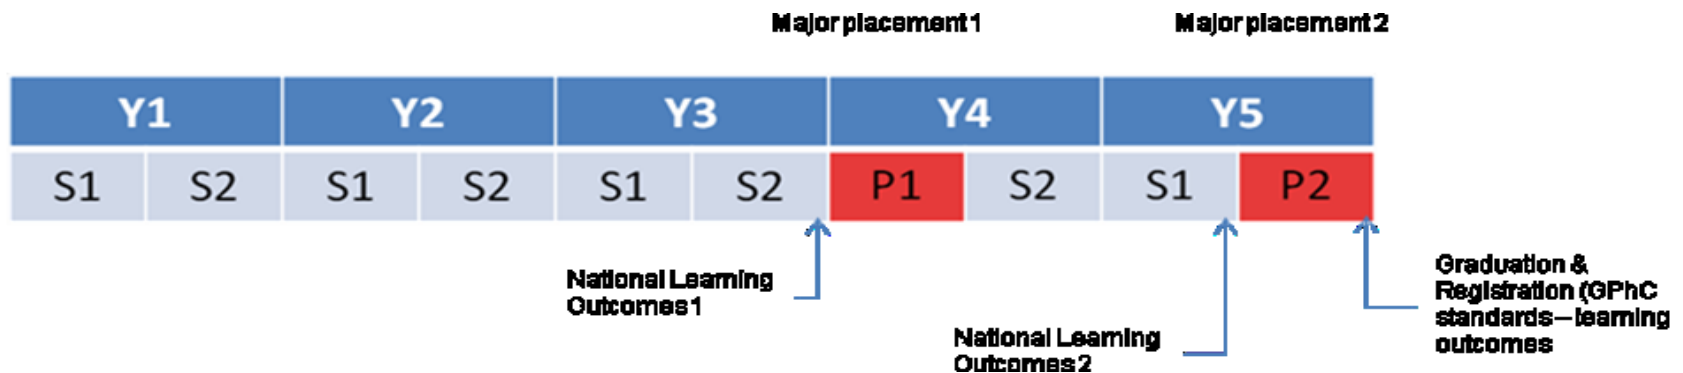 Major placement 1
Major placement 2
Y1 Y2 Y3 Y4 Y5
S1 S2 S1 S2 S1 S2 P1 S2 S1 P2
National Learning
Outcomes 1
National Learning
Outcomes 2
Graduation &
Registration (GPhC
standards – learning
outcomes